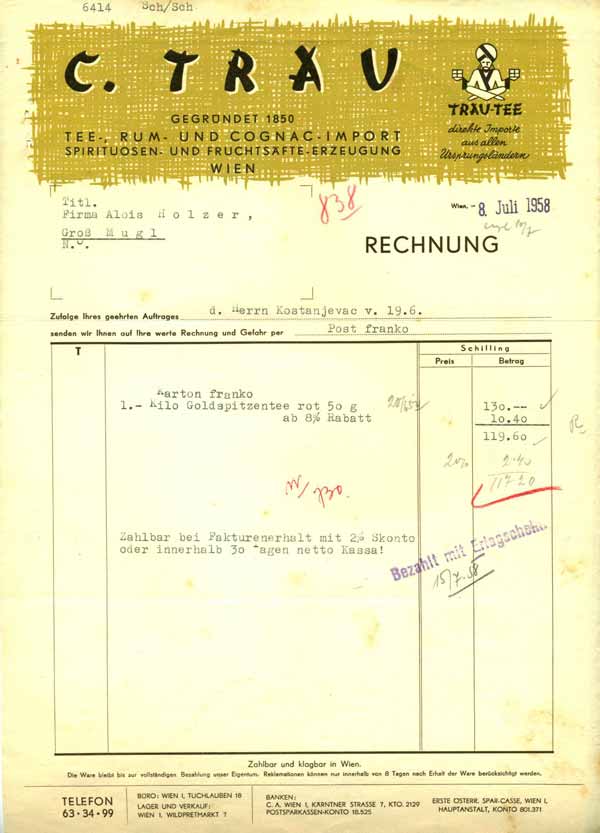 6414 Sch/Sch
C. TRAU
GEGRÜNDET 1850
TEE-, RUM- UND COGNAC-IMPORT
SPIRITUOSEN- UND FRUCHTSÄFTE-ERZEUGUNG
WIEN
TRAU-TEE
direkte Importe
aus allen
Ursprungsländern
Titl.
Firma Alois Holzer,
Groß Mugl
N.Ö.
838
Wien, - 8. Juli 1958
RECHNUNG
Zufolge Ihres geehrten Auftrages d. Herrn Kostanjevac v. 19.6.
senden wir Ihnen auf Ihre werte Rechnung und Gefahr per Post franko
T
Schilling
Preis Betrag
Karton franko
1.- Kilo Goldspitzentee rot 50 g 130.--
ab 8% Rabatt 10.40
119.60
2% 2.40
117.20
Zahlbar bei Fakturenerhalt mit 2% Skonto
oder innerhalb 30 Tagen netto Kassa!
Bezahlt mit Erlagschein.
15/7.58
Zahlbar und klagbar in Wien.
Die Ware bleibt bis zur vollständigen Bezahlung unser Eigentum. Reklamationen können nur innerhalb von 8 Tagen nach Erhalt der Ware berücksichtigt werden.
TELEFON
63·34·99
BÜRO: WIEN I, TUCHLAUBEN 18
LAGER UND VERKAUF:
WIEN I, WILDPRETMARKT 7
BANKEN:
C. A. WIEN I, KÄRNTNER STRASSE 7, KTO. 2129
POSTSPARKASSEN-KONTO 18.525
ERSTE ÖSTERR. SPAR-CASSE, WIEN I,
HAUPTANSTALT, KONTO 801.371